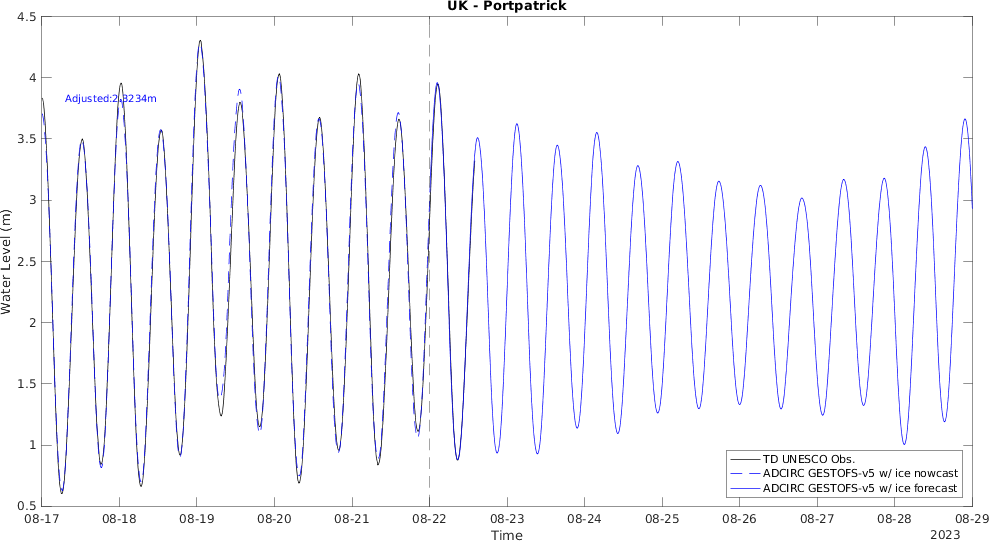 UK - Portpatrick
4.5
4
3.5
3
2.5
2
1.5
1
0.5
Water Level (m)
Adjusted:2.3234m
TD UNESCO Obs.
ADCIRC GESTOFS-v5 w/ ice nowcast
ADCIRC GESTOFS-v5 w/ ice forecast
08-17 08-18 08-19 08-20 08-21 08-22 08-23 08-24 08-25 08-26 08-27 08-28 08-29
Time
2023